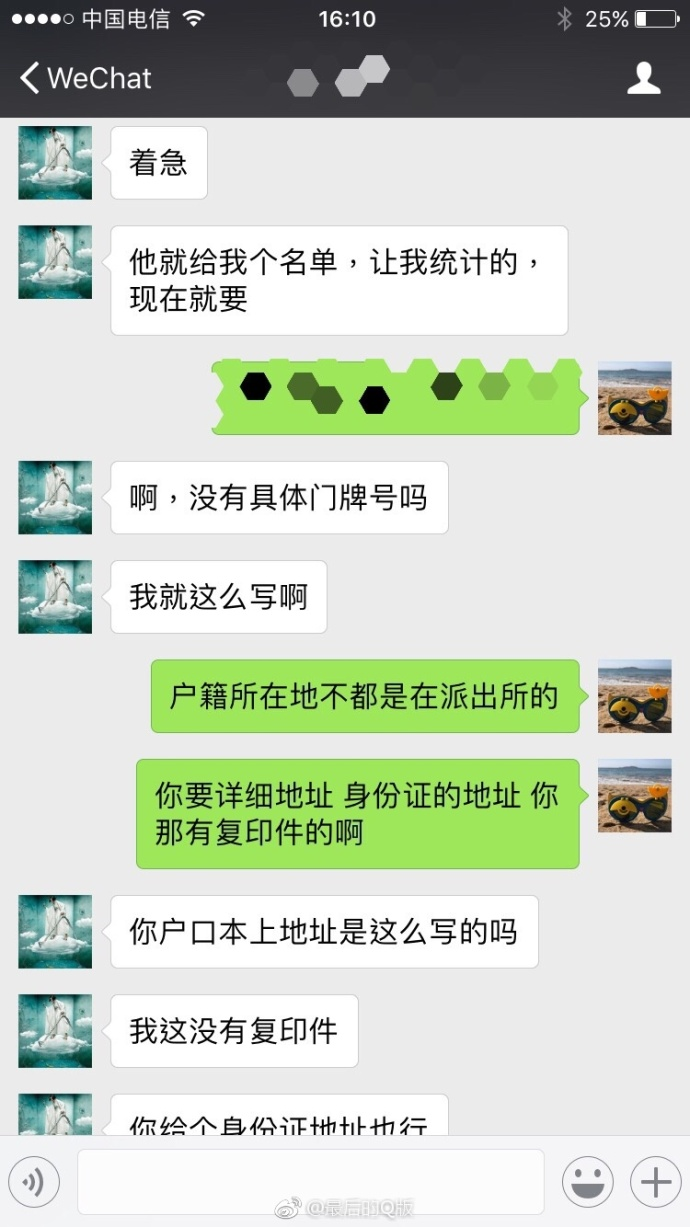 中国电信 16:10 25%
WeChat
着急
他就给我个名单，让我统计的，
现在就要
啊，没有具体门牌号吗
我就这么写啊
户籍所在地不都是在派出所的
你要详细地址 身份证的地址 你
那有复印件的啊
你户口本上地址是这么写的吗
我这没有复印件
你给个身份证地址也行
@最后的Q版